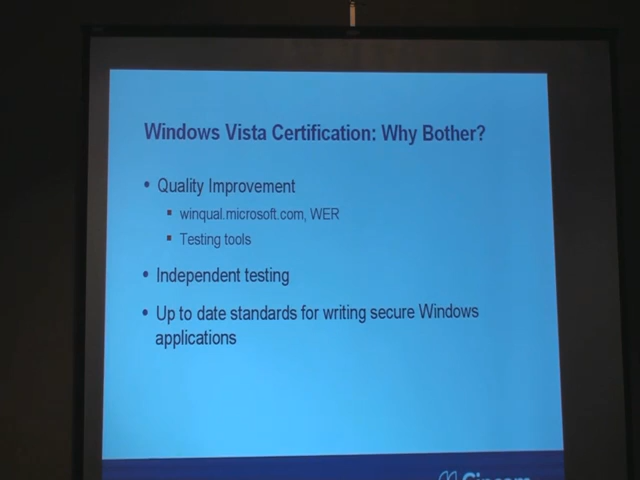 Windows Vista Certification: Why Bother?
• Quality Improvement
▪ winqual.microsoft.com, WER
▪ Testing tools
• Independent testing
• Up to date standards for writing secure Windows
applications